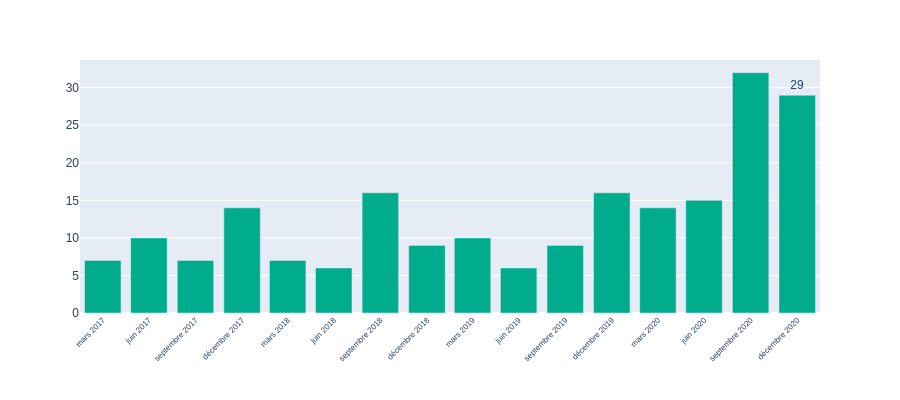 30
25
20
15
10
5
0
29
mars 2017
juin 2017
septembre 2017
décembre 2017
mars 2018
juin 2018
septembre 2018
décembre 2018
mars 2019
juin 2019
septembre 2019
décembre 2019
mars 2020
juin 2020
septembre 2020
décembre 2020